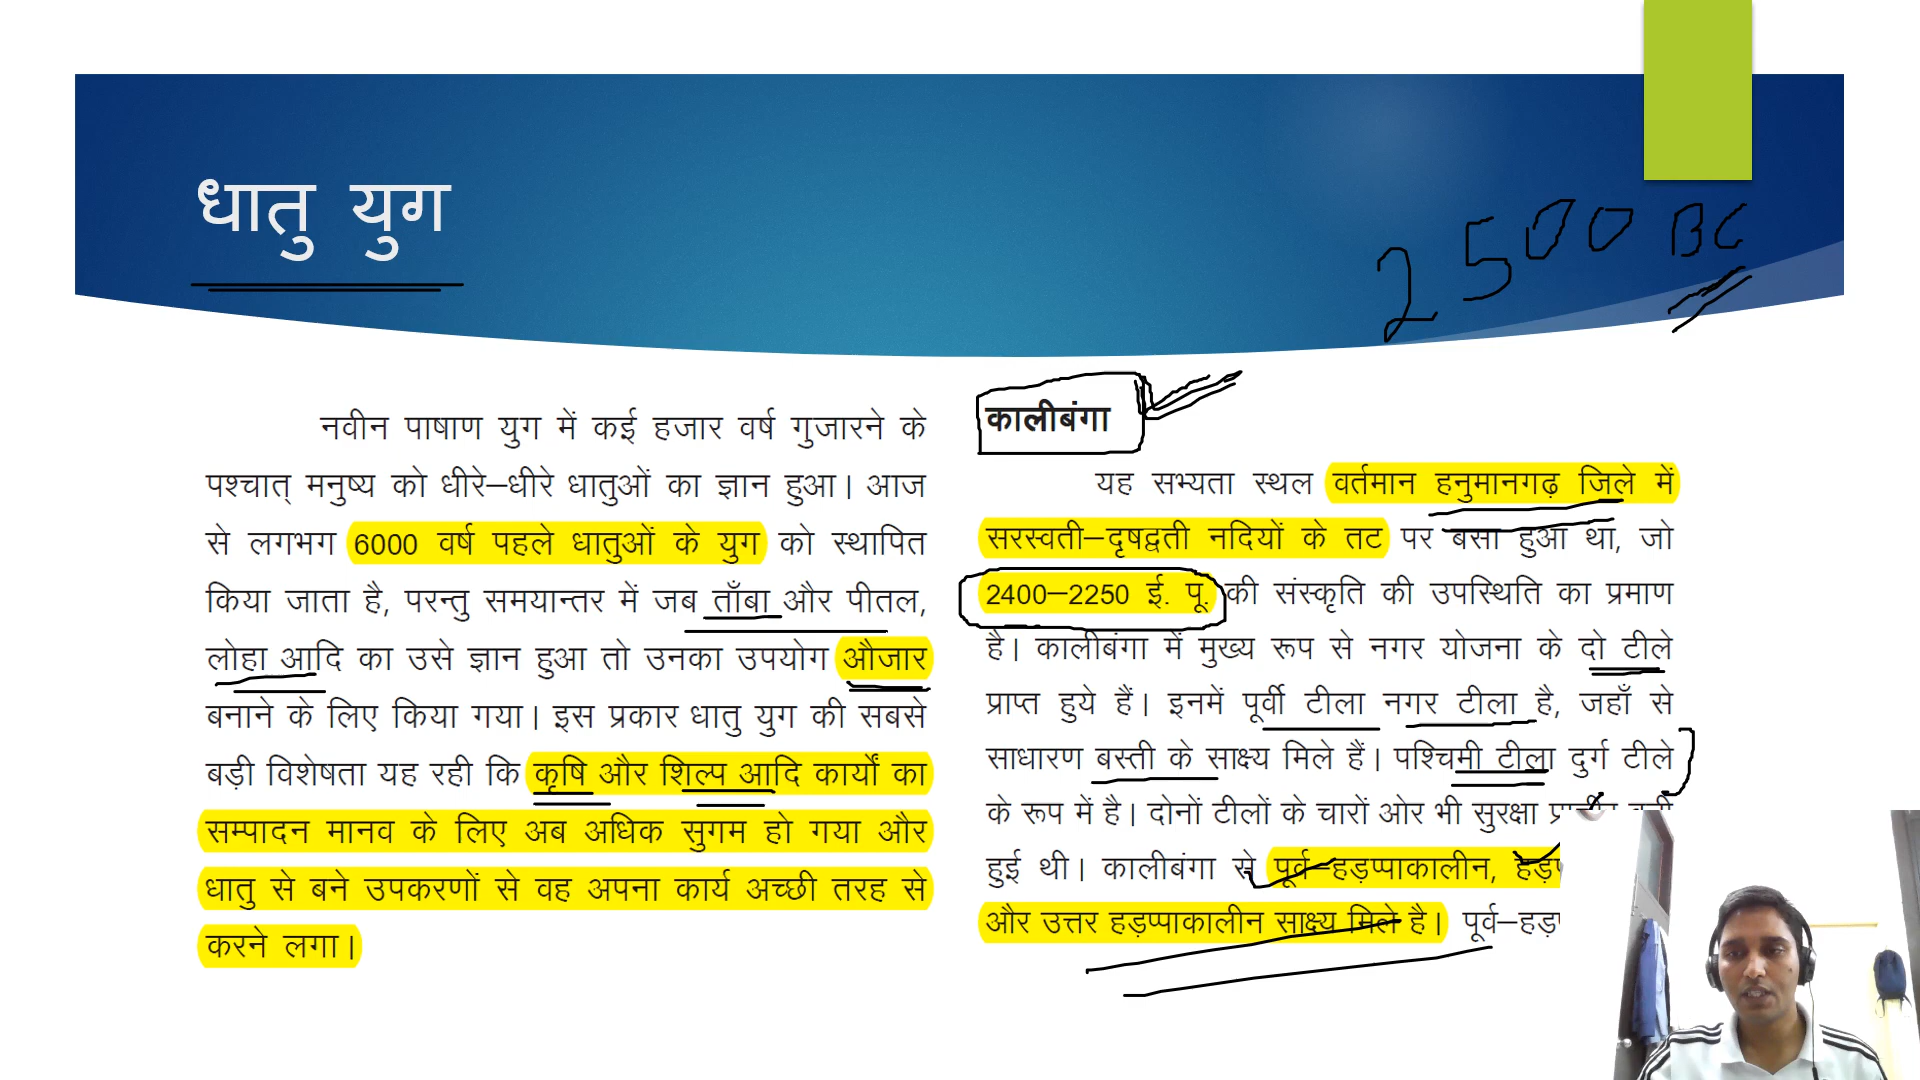 धातु युग
2500 BC
नवीन पाषाण युग में कई हजार वर्ष गुजारने के
पश्चात् मनुष्य को धीरे–धीरे धातुओं का ज्ञान हुआ। आज
से लगभग 6000 वर्ष पहले धातुओं के युग को स्थापित
किया जाता है, परन्तु समयान्तर में जब ताँबा और पीतल,
लोहा आदि का उसे ज्ञान हुआ तो उनका उपयोग औजार
बनाने के लिए किया गया। इस प्रकार धातु युग की सबसे
बड़ी विशेषता यह रही कि कृषि और शिल्प आदि कार्यों का
सम्पादन मानव के लिए अब अधिक सुगम हो गया और
धातु से बने उपकरणों से वह अपना कार्य अच्छी तरह से
करने लगा।
कालीबंगा
यह सभ्यता स्थल वर्तमान हनुमानगढ़ जिले में
सरस्वती–दृषद्वती नदियों के तट पर बसा हुआ था, जो
2400–2250 ई. पू. की संस्कृति की उपस्थिति का प्रमाण
है। कालीबंगा में मुख्य रूप से नगर योजना के दो टीले
प्राप्त हुये हैं। इनमें पूर्वी टीला नगर टीला है, जहाँ से
साधारण बस्ती के साक्ष्य मिले हैं। पश्चिमी टीला दुर्ग टीले
के रूप में है। दोनों टीलों के चारों ओर भी सुरक्षा
हुई थी। कालीबंगा से पूर्व–हड़प्पाकालीन,
और उत्तर हड़प्पाकालीन साक्ष्य मिले है। पूर्व–हड़